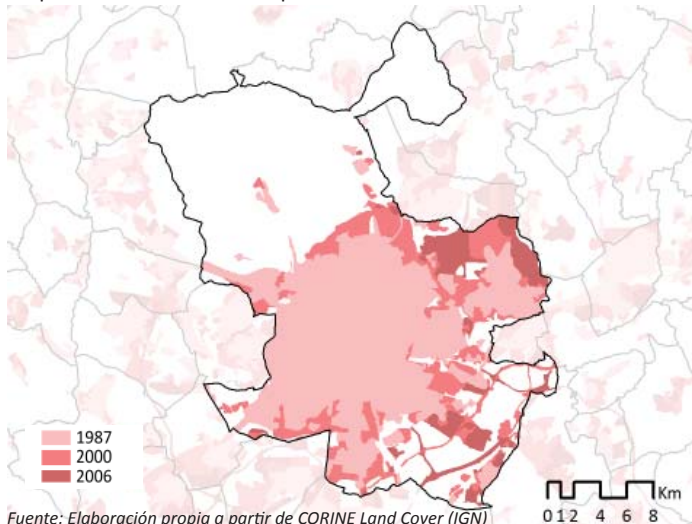 1987
2000
2006
Km
0 1 2 4 6 8
Fuente: Elaboración propia a partir de CORINE Land Cover (IGN)